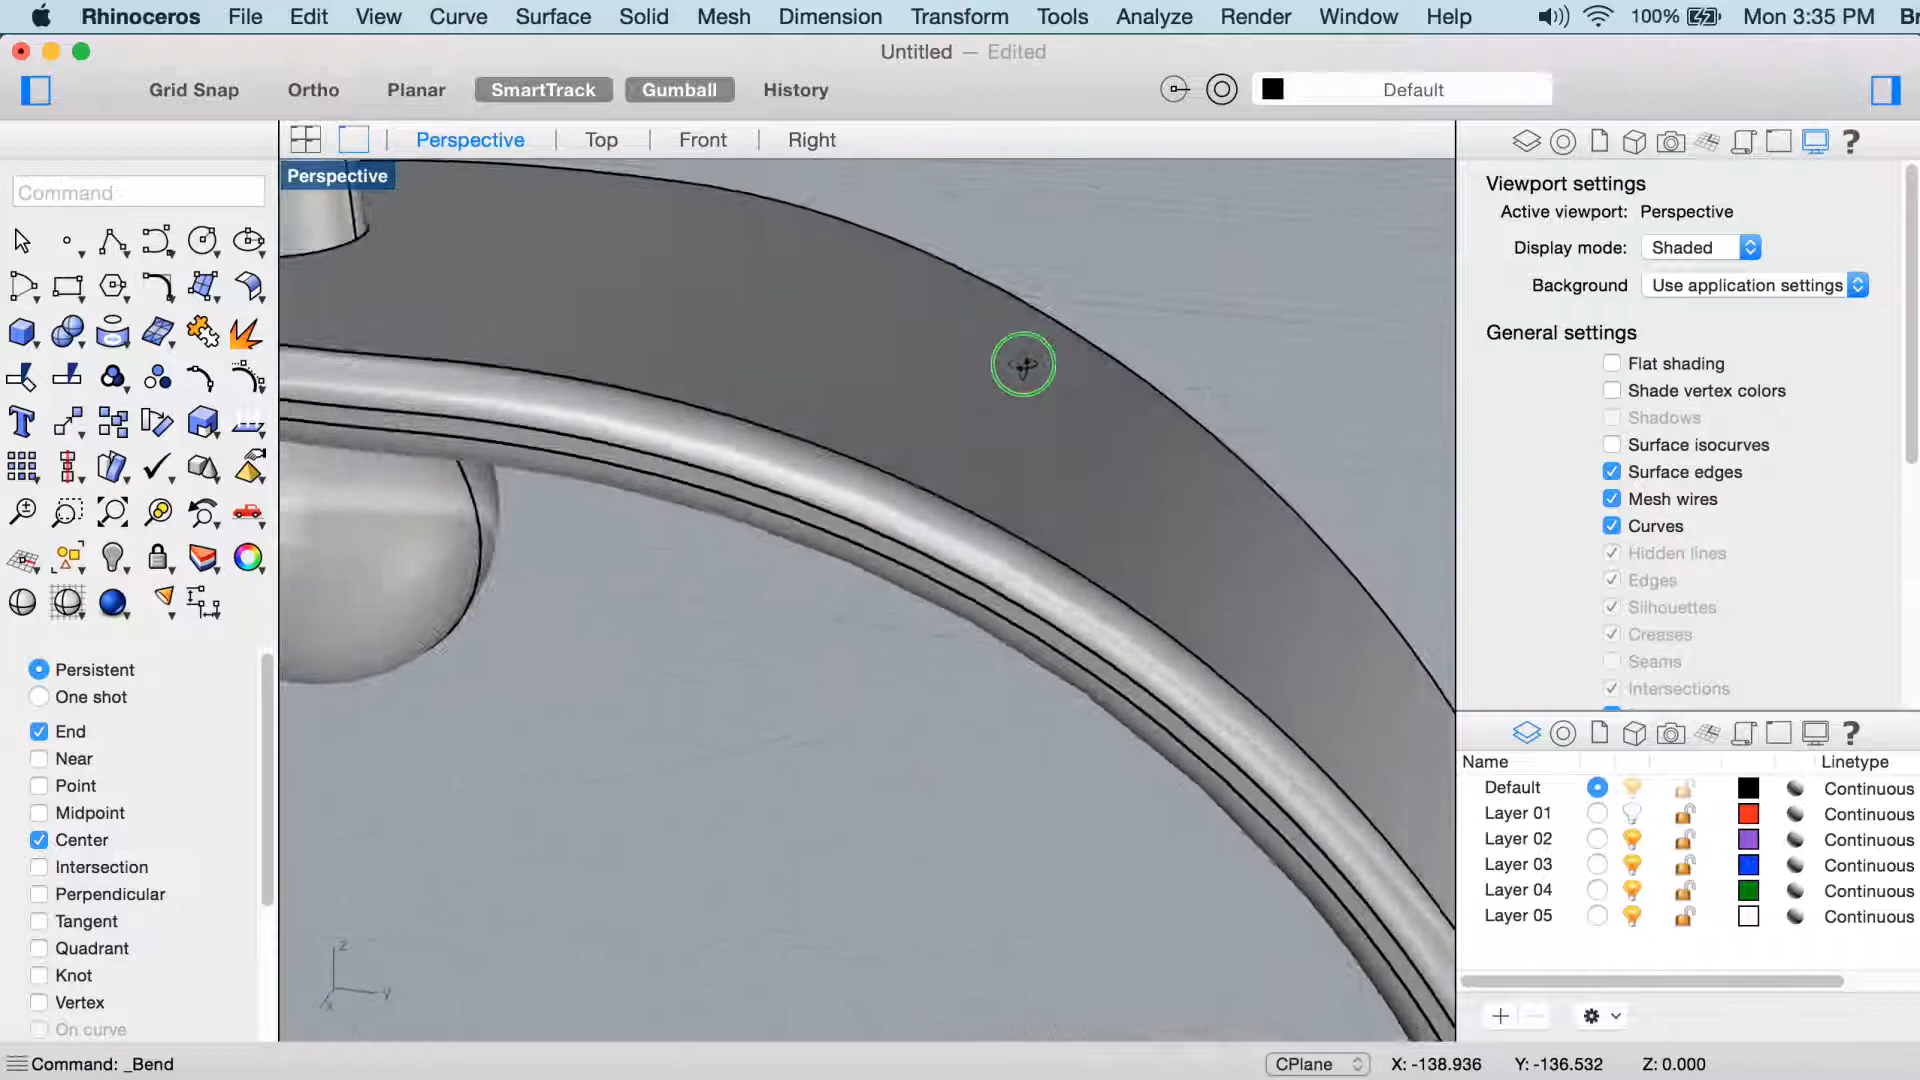 Rhinoceros File Edit View Curve Surface Solid Mesh Dimension Transform Tools Analyze Render Window Help 100% Mon 3:35 PM Br
Untitled — Edited
Grid Snap Ortho Planar SmartTrack Gumball History Default
Perspective Top Front Right
Perspective
Command
Persistent
One shot
End
Near
Point
Midpoint
Center
Intersection
Perpendicular
Tangent
Quadrant
Knot
Vertex
On curve
z
y
x
Viewport settings
Active viewport: Perspective
Display mode: Shaded
Background Use application settings
General settings
Flat shading
Shade vertex colors
Shadows
Surface isocurves
Surface edges
Mesh wires
Curves
Hidden lines
Edges
Silhouettes
Creases
Seams
Intersections
Name Linetype
Default Continuous
Layer 01 Continuous
Layer 02 Continuous
Layer 03 Continuous
Layer 04 Continuous
Layer 05 Continuous
Command: _Bend CPlane X: -138.936 Y: -136.532 Z: 0.000